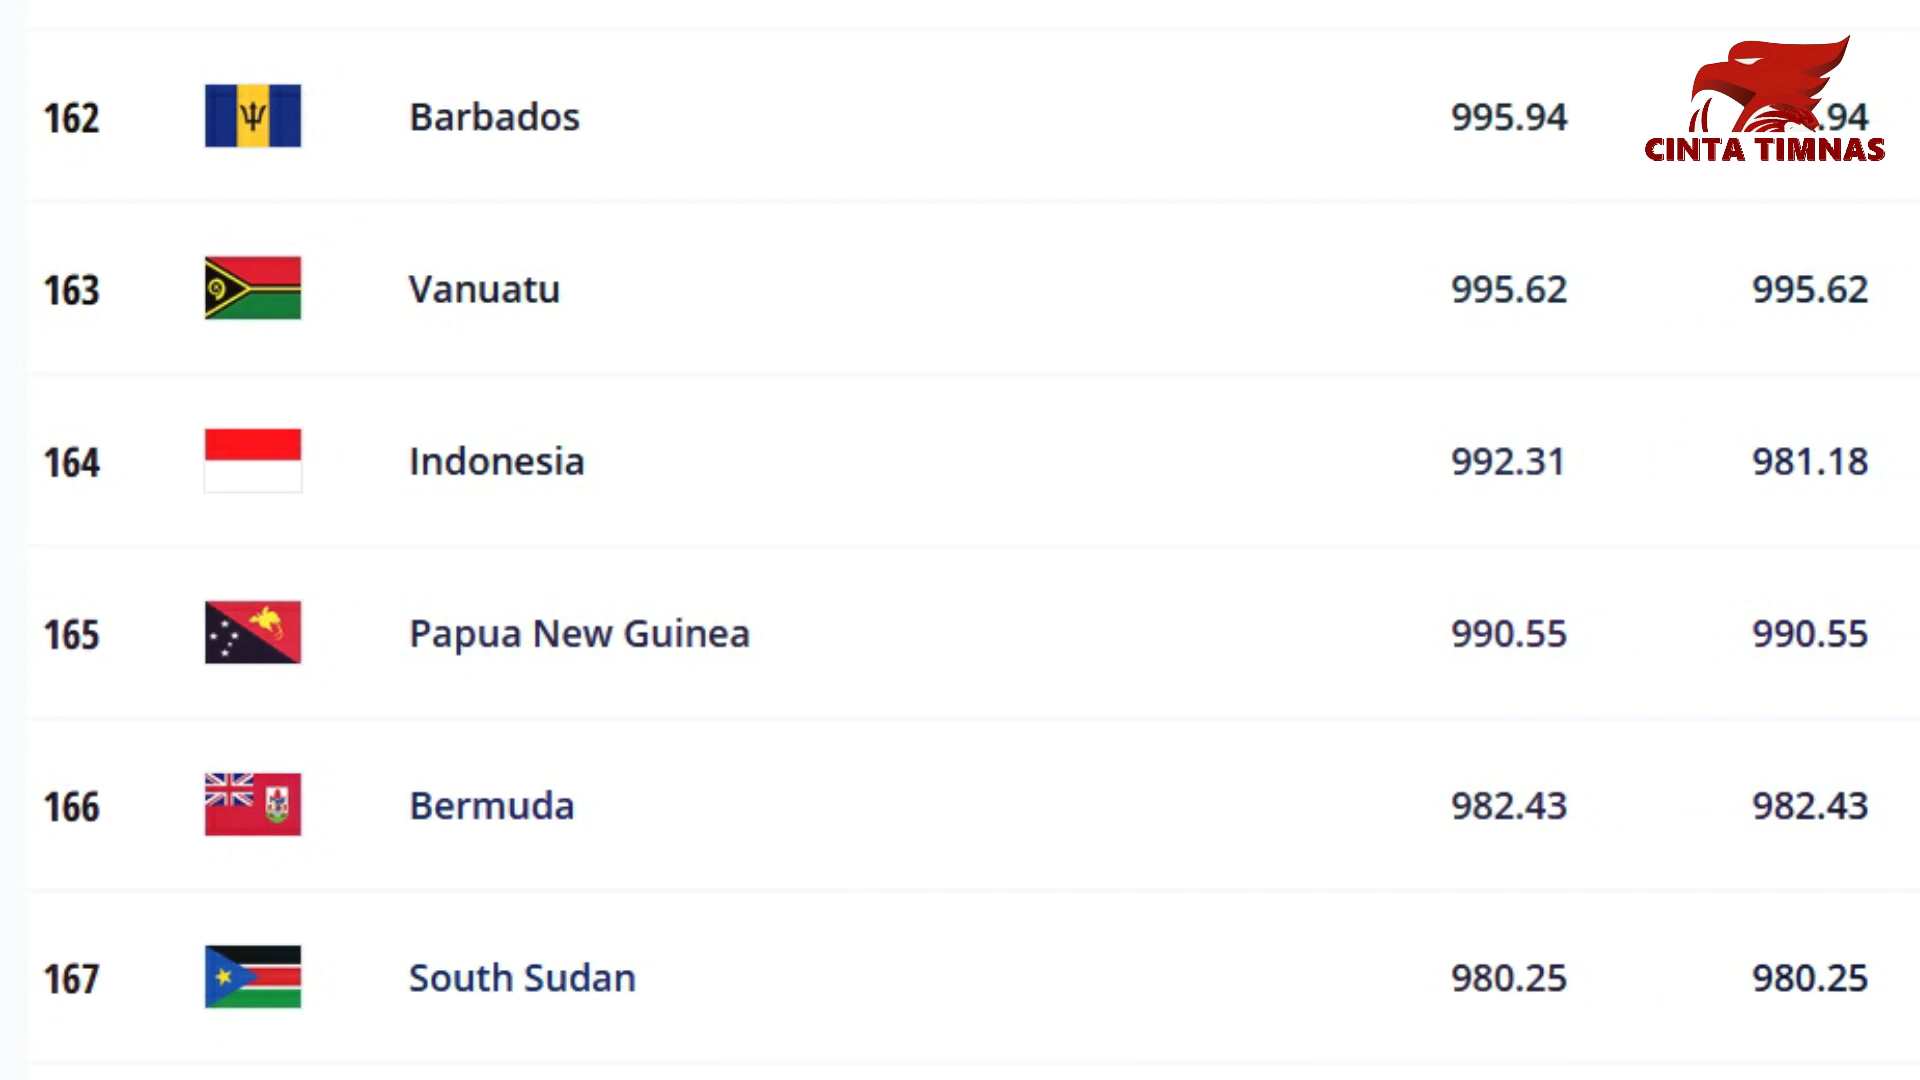 162 Barbados 995.94 .94
CINTA TIMNAS
163 Vanuatu 995.62 995.62
164 Indonesia 992.31 981.18
165 Papua New Guinea 990.55 990.55
166 Bermuda 982.43 982.43
167 South Sudan 980.25 980.25